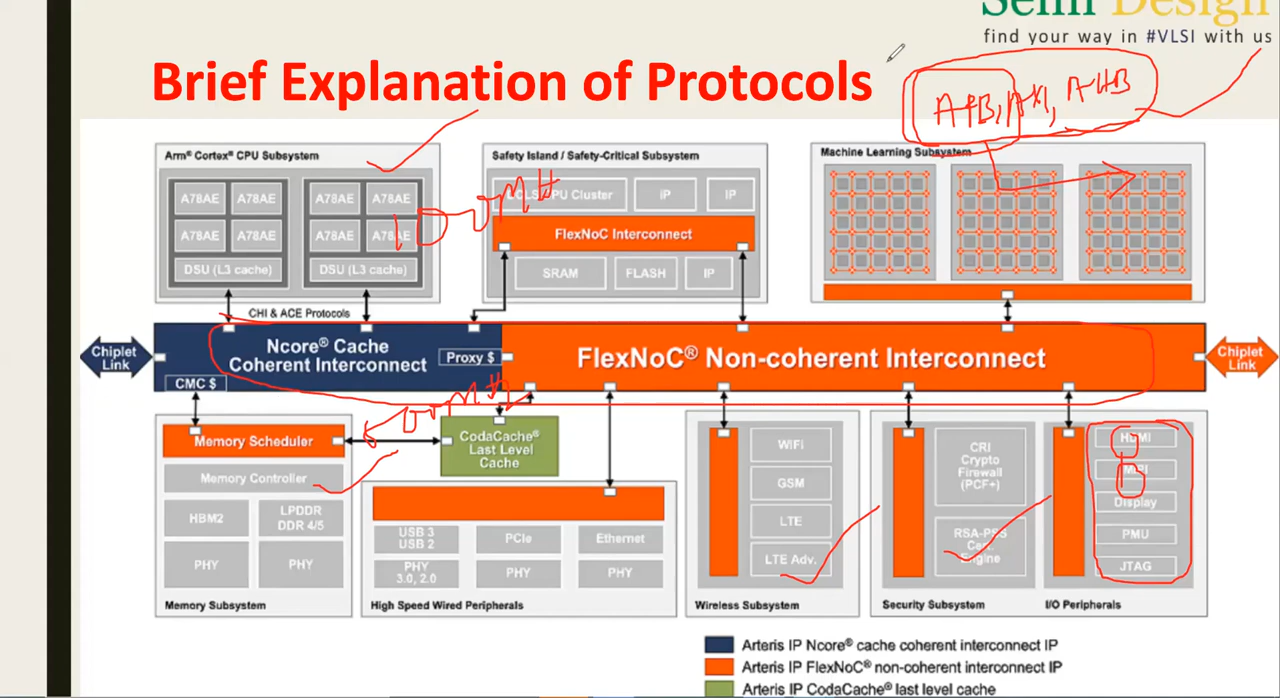 Semi Design
find your way in #VLSI with us
Brief Explanation of Protocols
APB, AXI, AHB
Arm® Cortex® CPU Subsystem
A78AE A78AE A78AE A78AE
A78AE A78AE A78AE A78AE
DSU (L3 cache) DSU (L3 cache)
Safety Island / Safety-Critical Subsystem
Cluster IP IP
FlexNoC Interconnect
SRAM FLASH IP
Machine Learning Subsystem
CHI & ACE Protocols
Chiplet
Link
Ncore® Cache
Coherent Interconnect
Proxy $
CMC $
FlexNoC® Non-coherent Interconnect
Chiplet
Link
Memory Scheduler
Memory Controller
HBM2
LPDDR
DDR 4/5
PHY PHY
Memory Subsystem
CodaCache®
Last Level
Cache
USB 3
USB 2
PCIe
Ethernet
PHY
3.0, 2.0
PHY
PHY
High Speed Wired Peripherals
WiFi
GSM
LTE
LTE Adv.
Wireless Subsystem
CRI
Crypto
Firewall
(PCF+)
RSA-PSS
Engine
Security Subsystem
HDMI
MIPI
Display
PMU
JTAG
I/O Peripherals
Arteris IP Ncore® cache coherent interconnect IP
Arteris IP FlexNoC® non-coherent interconnect IP
Arteris IP CodaCache® last level cache